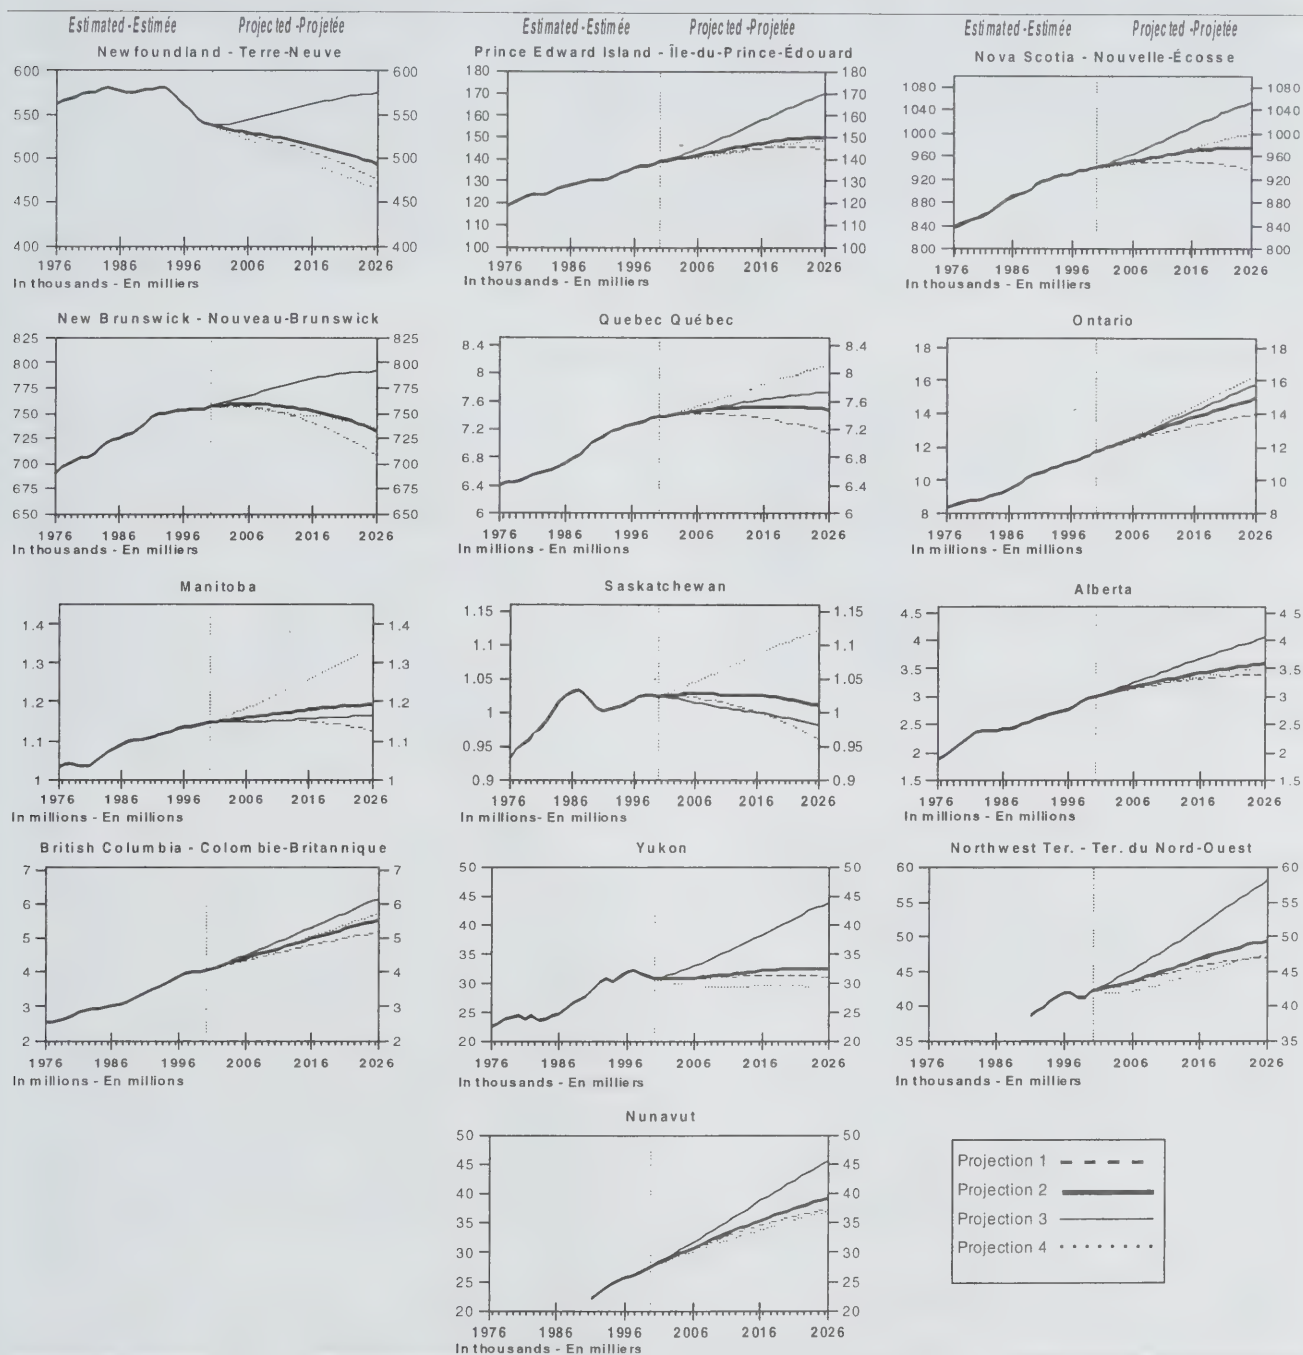 Estimated-Estimée Projected-Projetée Estimated-Estimée Projected-Projetée Estimated-Estimée Projected-Projetée
Newfoundland - Terre-Neuve
600 600
550 550
500 500
450 450
400 400
1976 1986 1996 2006 2016 2026
In thousands - En milliers
Prince Edward Island - Île-du-Prince-Édouard
180 180
170 170
160 160
150 150
140 140
130 130
120 120
110 110
100 100
1976 1986 1996 2006 2016 2026
Nova Scotia - Nouvelle-Écosse
1080 1080
1040 1040
1000 1000
960 960
920 920
880 880
840 840
800 800
1976 1986 1996 2006 2016 2026
In thousands - En milliers
New Brunswick - Nouveau-Brunswick
825 825
800 800
775 775
750 750
725 725
700 700
675 675
650 650
1976 1986 1996 2006 2016 2026
In thousands - En milliers
Quebec Québec
8.4 8.4
8 8
7.6 7.6
7.2 7.2
6.8 6.8
6.4 6.4
6 6
1976 1986 1996 2006 2016 2026
Ontario
18 18
16 16
14 14
12 12
10 10
8 8
1976 1986 1996 2006 2016 2026
In millions - En millions
Manitoba
1.4 1.4
1.3 1.3
1.2 1.2
1.1 1.1
1 1
1976 1986 1996 2006 2016 2026
In millions - En millions
Saskatchewan
1.15 1.15
1.1 1.1
1.05 1.05
1 1
0.95 0.95
0.9 0.9
1976 1986 1996 2006 2016 2026
In millions- En millions
Alberta
4.5 4.5
4 4
3.5 3.5
3 3
2.5 2.5
2 2
1.5 1.5
1976 1986 1996 2006 2016 2026
In millions - En millions
British Columbia - Colombie-Britannique
7 7
6 6
5 5
4 4
3 3
2 2
1976 1986 1996 2006 2016 2026
In millions - En millions
Yukon
50 50
45 45
40 40
35 35
30 30
25 25
20 20
1976 1986 1996 2006 2016 2026
In thousands - En milliers
Northwest Ter. - Ter. du Nord-Ouest
60 60
55 55
50 50
45 45
40 40
35 35
1976 1986 1996 2006 2016 2026
In thousands - En milliers
Nunavut
50 50
45 45
40 40
35 35
30 30
25 25
20 20
1976 1986 1996 2006 2016 2026
In thousands - En milliers
Projection 1
Projection 2
Projection 3
Projection 4